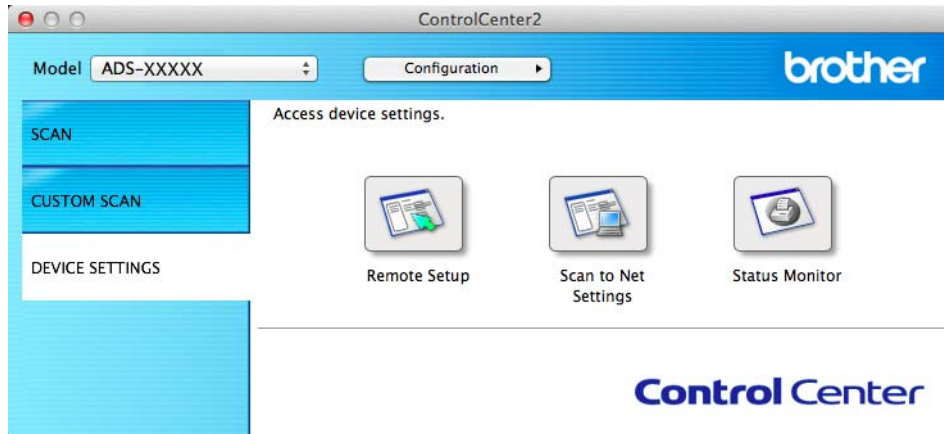 ControlCenter2
Model ADS-XXXXX Configuration brother
SCAN
CUSTOM SCAN
DEVICE SETTINGS
Access device settings.
Remote Setup
Scan to Net
Settings
Status Monitor
Control Center